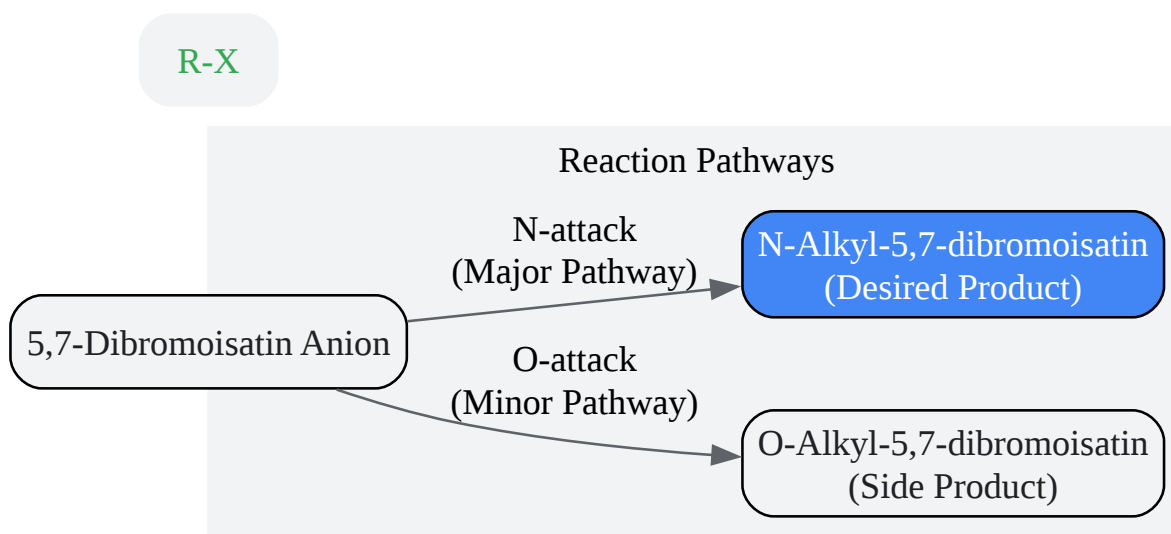 R-X
Reaction Pathways
N-attack
(Major Pathway)
N-Alkyl-5,7-dibromoisatin
(Desired Product)
5,7-Dibromoisatin Anion
O-attack
(Minor Pathway)
O-Alkyl-5,7-dibromoisatin
(Side Product)